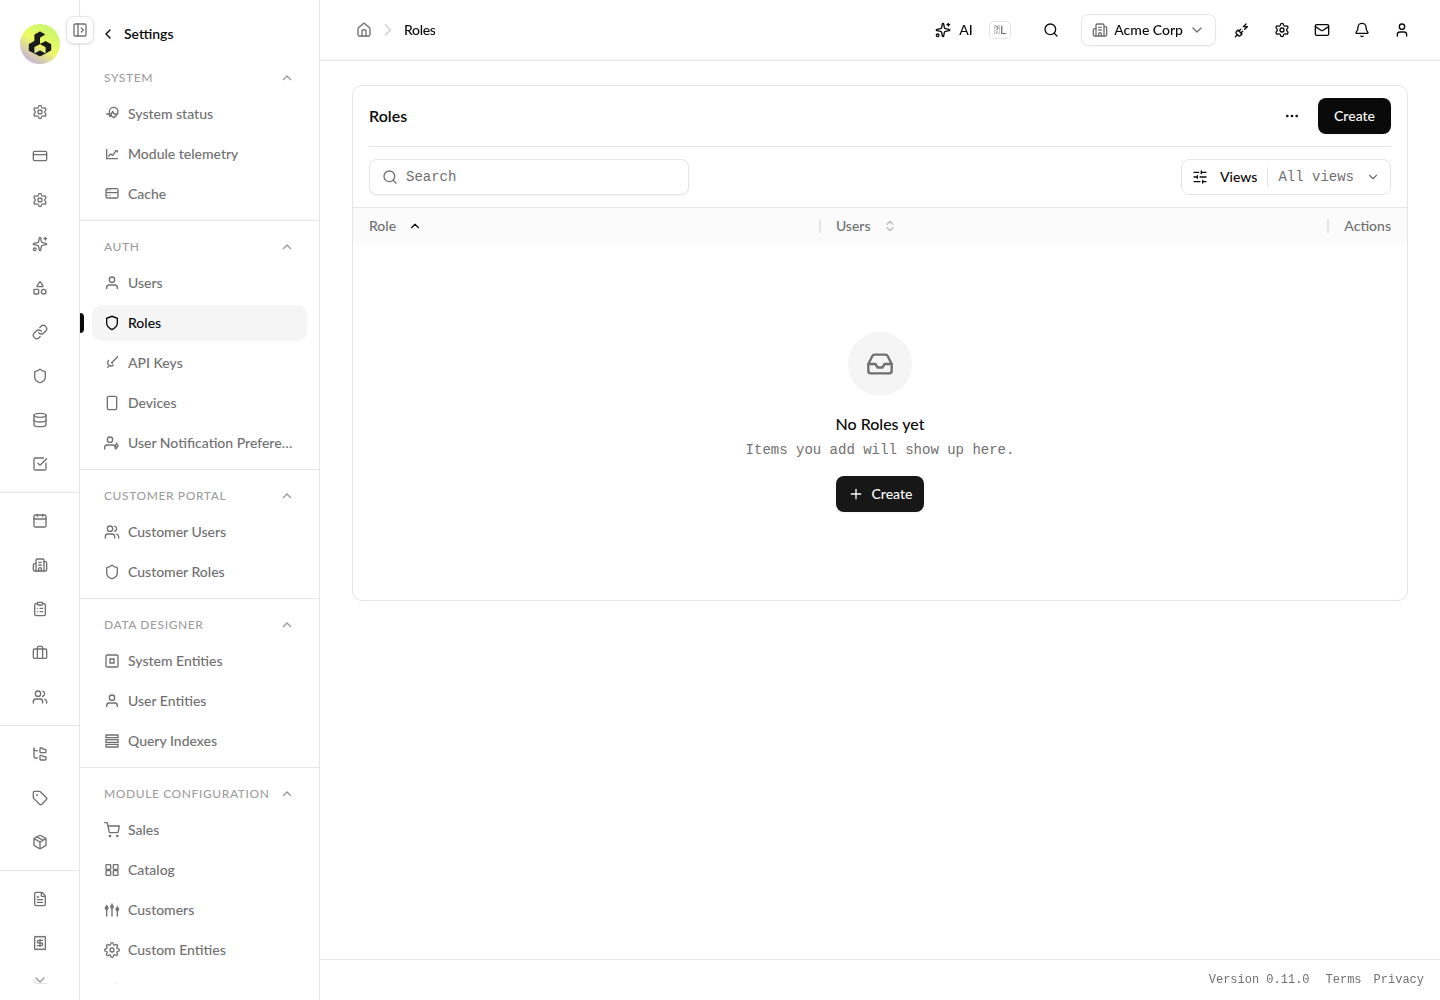 Settings
SYSTEM
System status
Module telemetry
Cache
AUTH
Users
Roles
API Keys
Devices
User Notification Prefere...
CUSTOMER PORTAL
Customer Users
Customer Roles
DATA DESIGNER
System Entities
User Entities
Query Indexes
MODULE CONFIGURATION
Sales
Catalog
Customers
Custom Entities
Roles
AI
L
Acme Corp
Roles
Create
Search
Views All views
Role Users Actions
No Roles yet
Items you add will show up here.
Create
Version 0.11.0 Terms Privacy